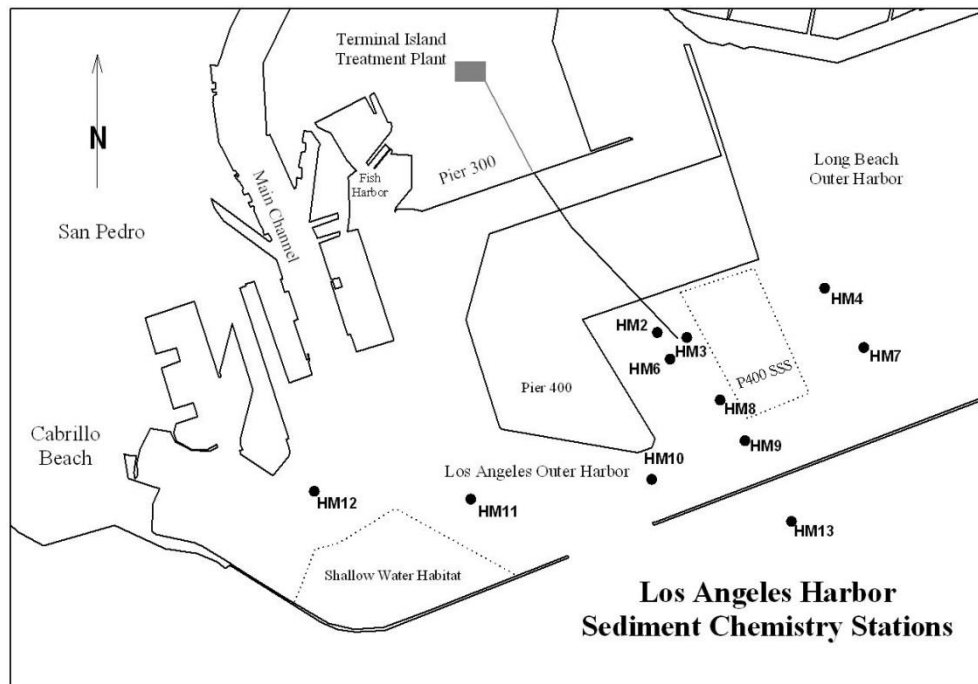 Terminal Island
Treatment Plant
N
Long Beach
Outer Harbor
Pier 300
Fish
Harbor
Main Channel
San Pedro
HM4
HM2
HM3
HM7
HM6
P400 SSS
Pier 400
HM8
Cabrillo
Beach
HM9
HM10
Los Angeles Outer Harbor
HM12
HM11
HM13
Shallow Water Habitat
Los Angeles Harbor
Sediment Chemistry Stations